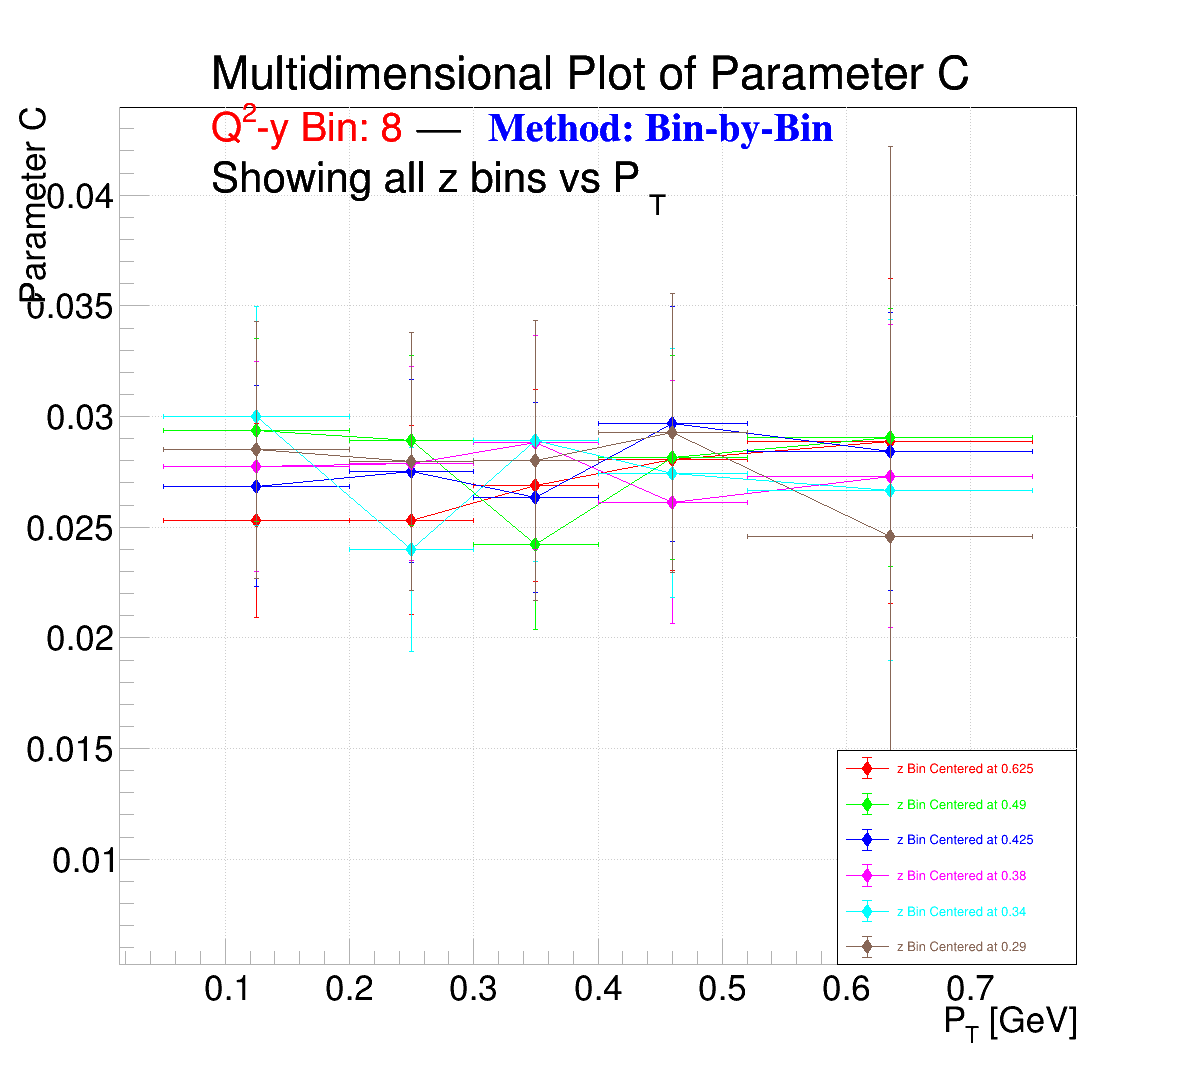 Multidimensional Plot of Parameter C
Q2-y Bin: 8 — Method: Bin-by-Bin
Showing all z bins vs PT
Parameter C
0.04
0.035
0.03
0.025
0.02
0.015
0.01
z Bin Centered at 0.625
z Bin Centered at 0.49
z Bin Centered at 0.425
z Bin Centered at 0.38
z Bin Centered at 0.34
z Bin Centered at 0.29
0.1 0.2 0.3 0.4 0.5 0.6 0.7
PT [GeV]